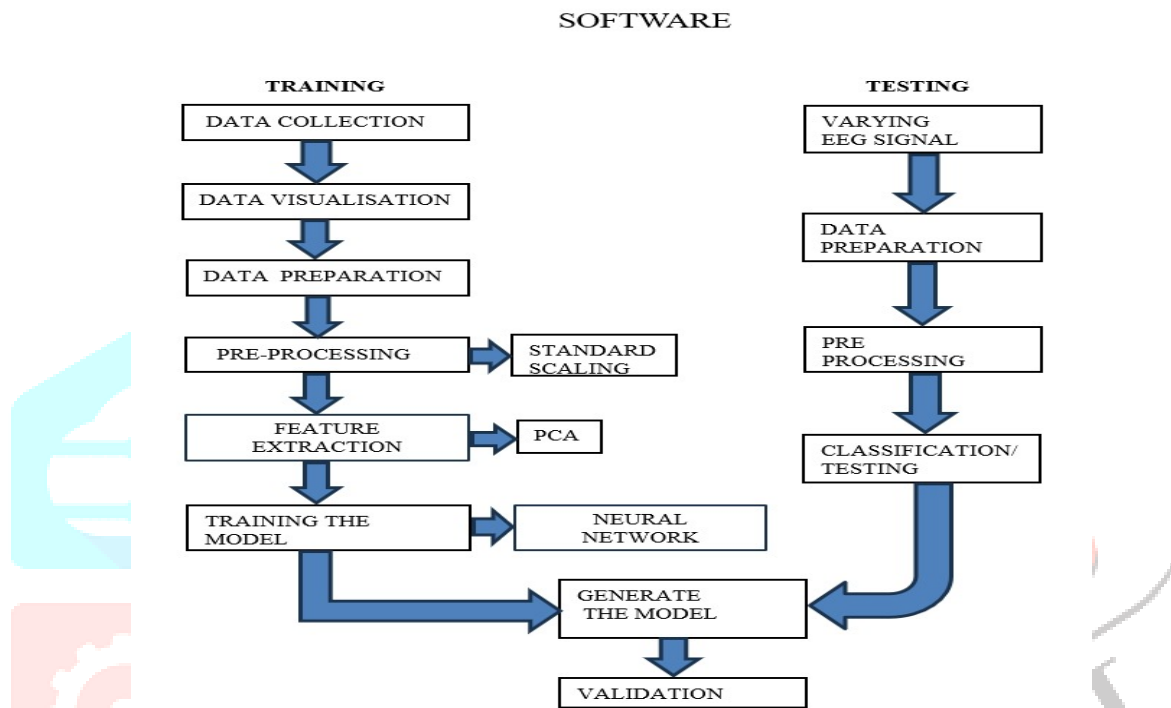 SOFTWARE
TRAINING
DATA COLLECTION
DATA VISUALISATION
DATA PREPARATION
PRE-PROCESSING
STANDARD
SCALING
FEATURE
EXTRACTION
PCA
TRAINING THE
MODEL
NEURAL
NETWORK
TESTING
VARYING
EEG SIGNAL
DATA
PREPARATION
PRE
PROCESSING
CLASSIFICATION/
TESTING
GENERATE
THE MODEL
VALIDATION